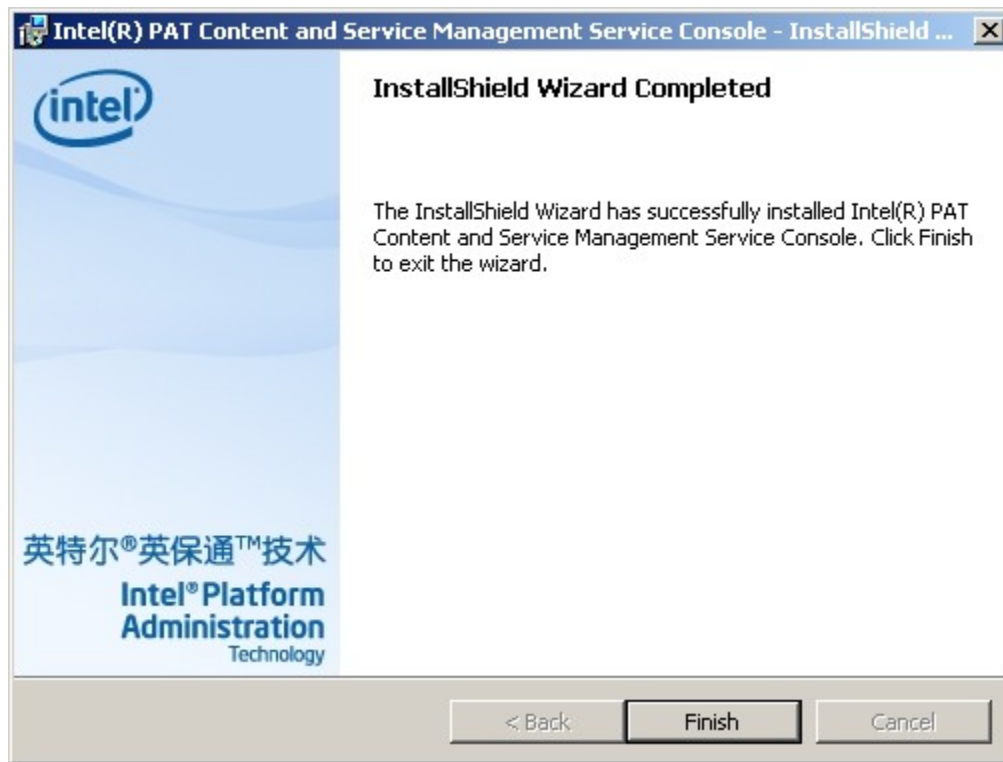 Intel(R) PAT Content and Service Management Service Console - InstallShield ...
intel
InstallShield Wizard Completed
The InstallShield Wizard has successfully installed Intel(R) PAT
Content and Service Management Service Console. Click Finish
to exit the wizard.
英特尔®英保通™技术
Intel® Platform
Administration
Technology
< Back
Finish
Cancel